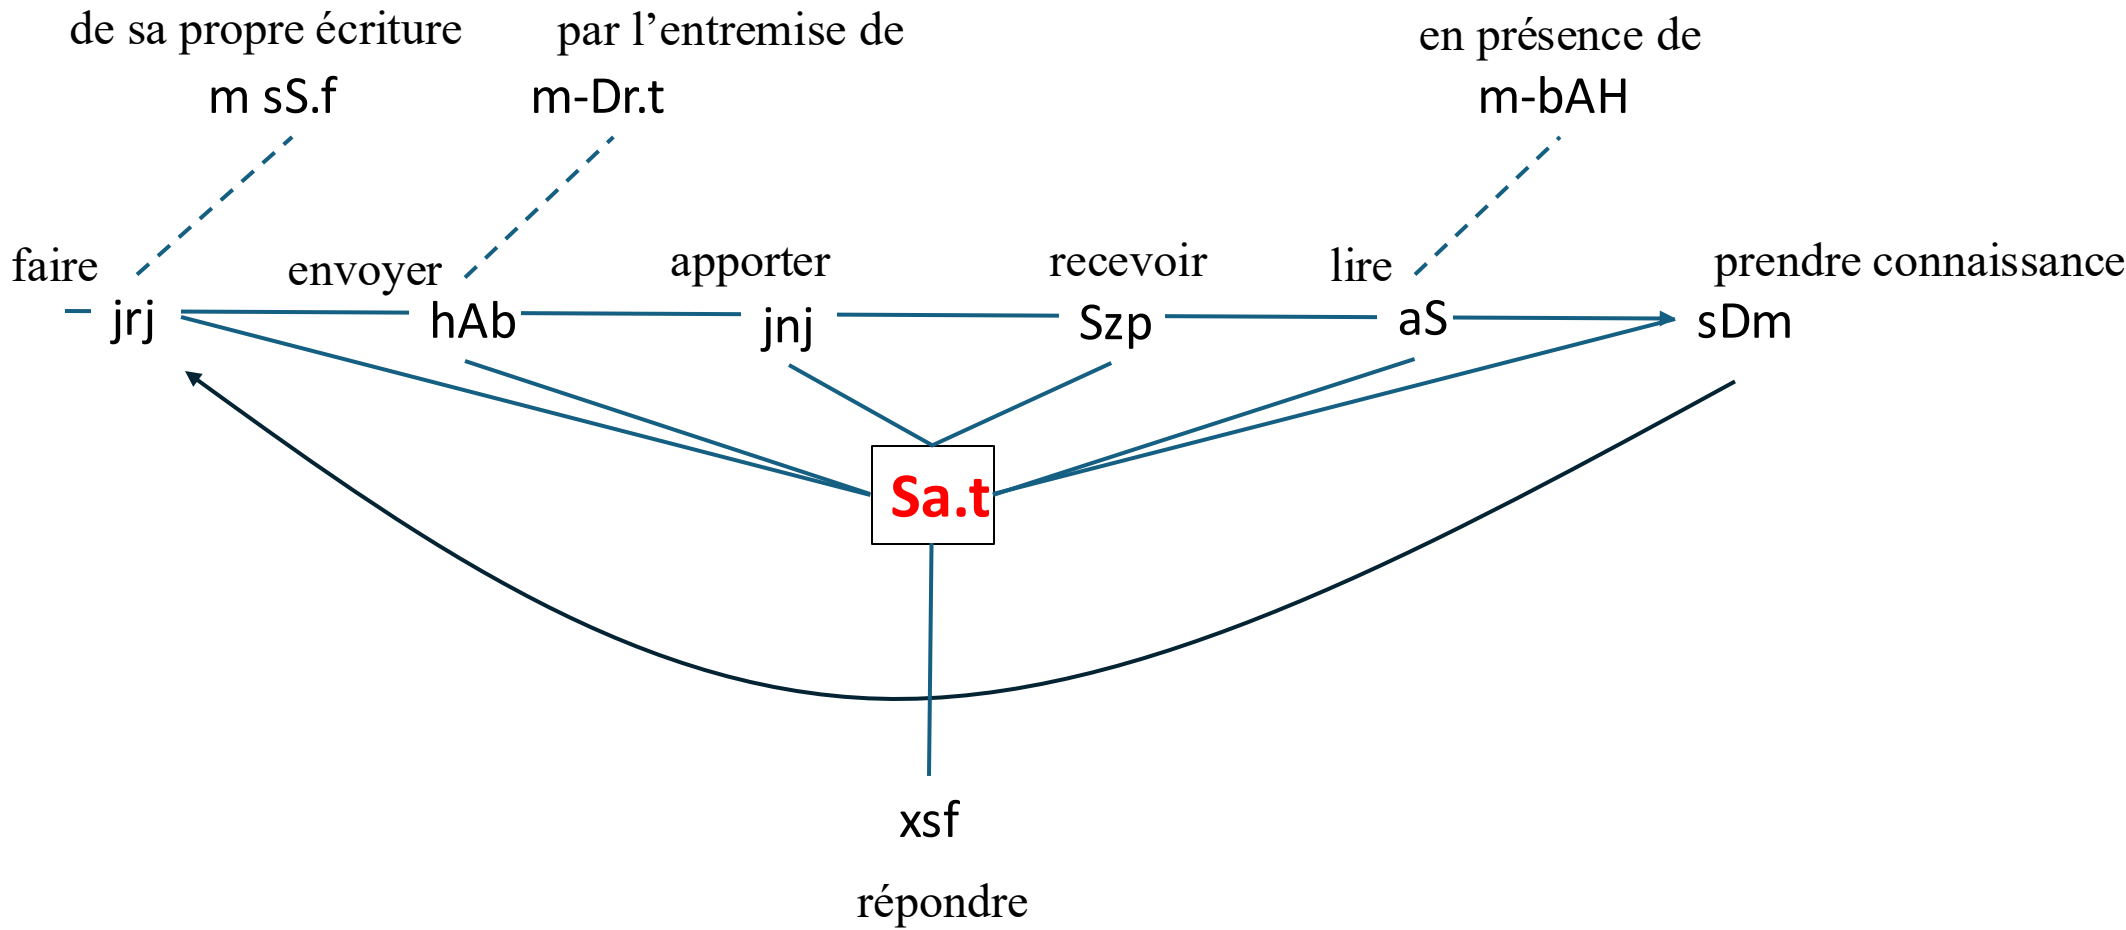 de sa propre écriture
par l’entremise de
en présence de
m sS.f
m-Dr.t
m-bAH
faire
envoyer
apporter
recevoir
lire
prendre connaissance
jrj
hAb
jnj
Szp
aS
sDm
Sa.t
xsf
répondre